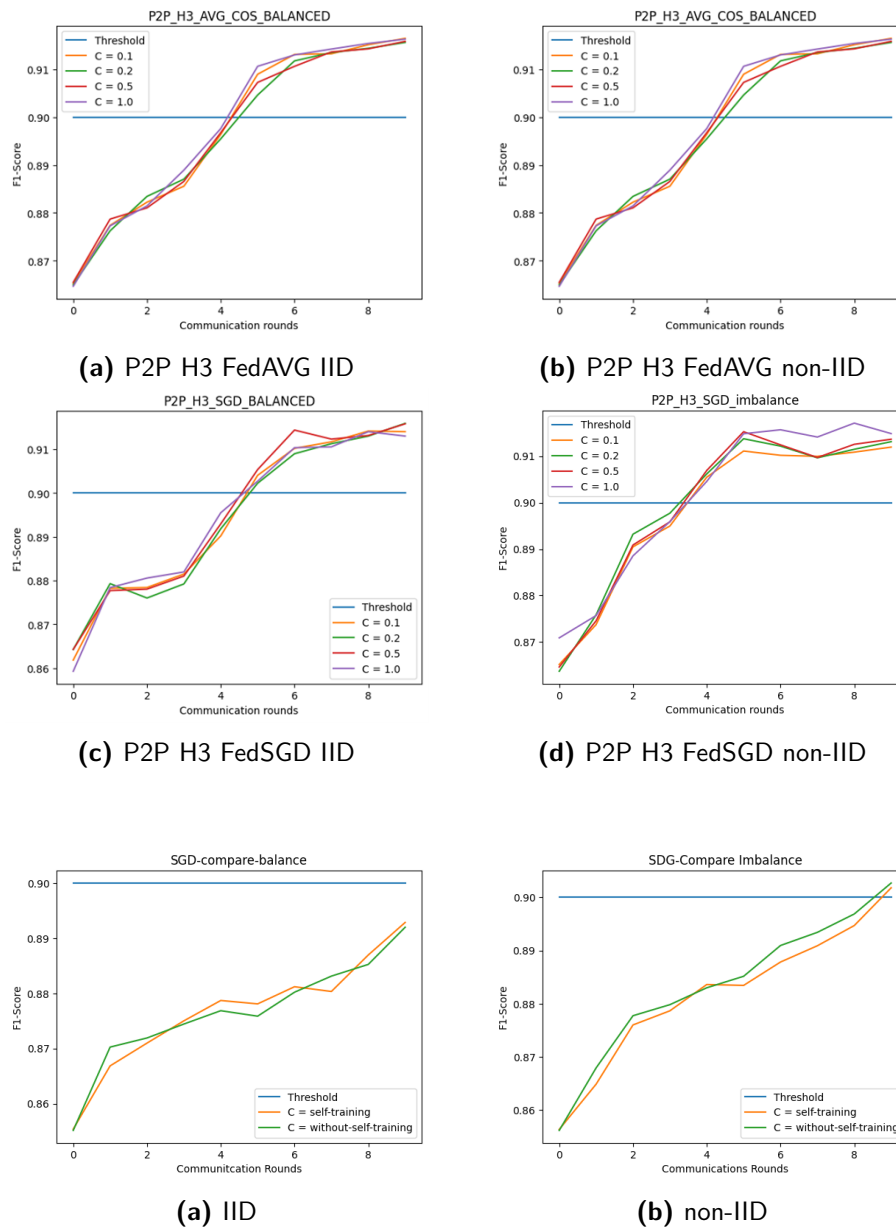 P2P_H3_AVG_COS_BALANCED
Threshold
C = 0.1
C = 0.2
C = 0.5
C = 1.0
F1-Score
0.91
0.90
0.89
0.88
0.87
0 2 4 6 8
Communication rounds
(a) P2P H3 FedAVG IID
P2P_H3_AVG_COS_BALANCED
Threshold
C = 0.1
C = 0.2
C = 0.5
C = 1.0
F1-Score
0.91
0.90
0.89
0.88
0.87
0 2 4 6 8
Communication rounds
(b) P2P H3 FedAVG non-IID
P2P_H3_SGD_BALANCED
F1-Score
0.91
0.90
0.89
0.88
0.87
0.86
Threshold
C = 0.1
C = 0.2
C = 0.5
C = 1.0
0 2 4 6 8
Communication rounds
(c) P2P H3 FedSGD IID
P2P_H3_SGD_imbalance
Threshold
C = 0.1
C = 0.2
C = 0.5
C = 1.0
F1-Score
0.91
0.90
0.89
0.88
0.87
0 2 4 6 8
Communication rounds
(d) P2P H3 FedSGD non-IID
SGD-compare-balance
F1-Score
0.90
0.89
0.88
0.87
0.86
Threshold
C = self-training
C = without-self-training
0 2 4 6 8
Communitcation Rounds
(a) IID
SDG-Compare Imbalance
F1-Score
0.90
0.89
0.88
0.87
0.86
Threshold
C = self-training
C = without-self-training
0 2 4 6 8
Communications Rounds
(b) non-IID